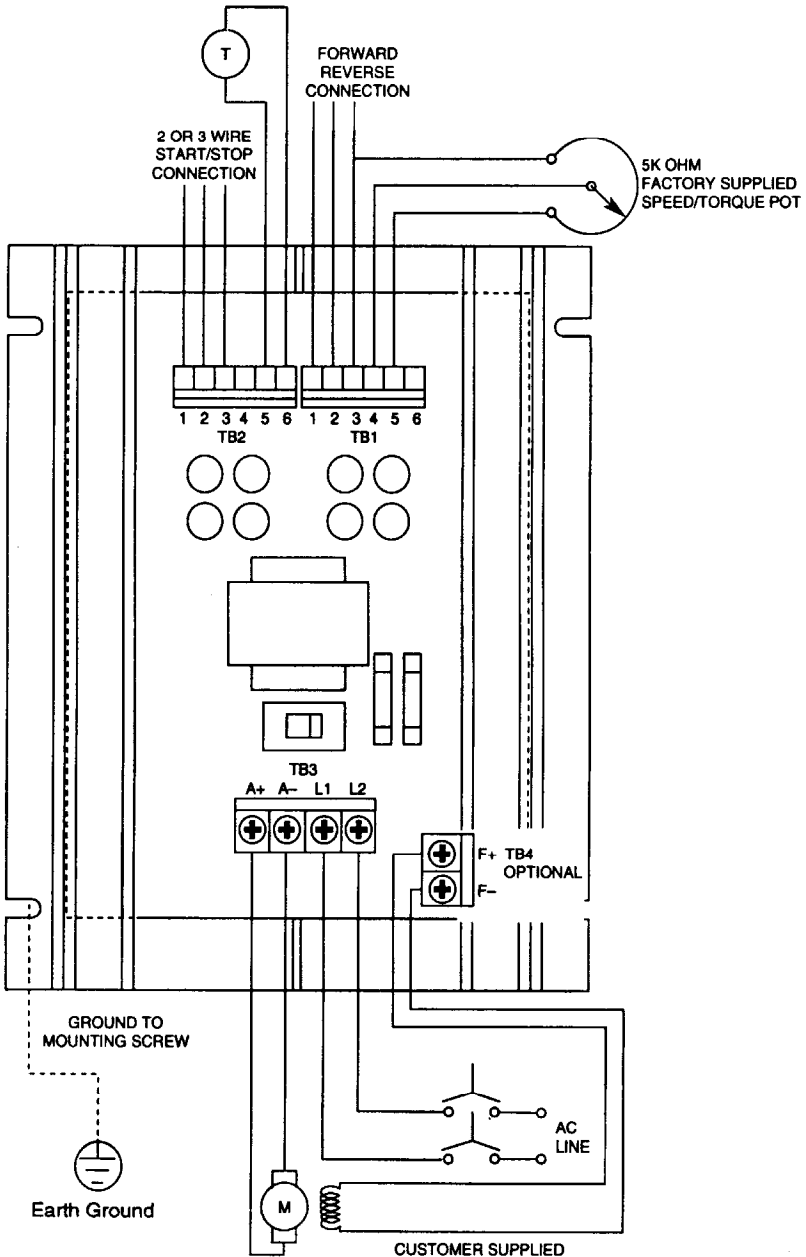 T
FORWARD
REVERSE
CONNECTION
2 OR 3 WIRE
START/STOP
CONNECTION
5K OHM
FACTORY SUPPLIED
SPEED/TORQUE POT
1 2 3 4 5 6
TB2
1 2 3 4 5 6
TB1
TB3
A+ A− L1 L2
F+ TB4
OPTIONAL
F−
GROUND TO
MOUNTING SCREW
Earth Ground
AC
LINE
M
CUSTOMER SUPPLIED